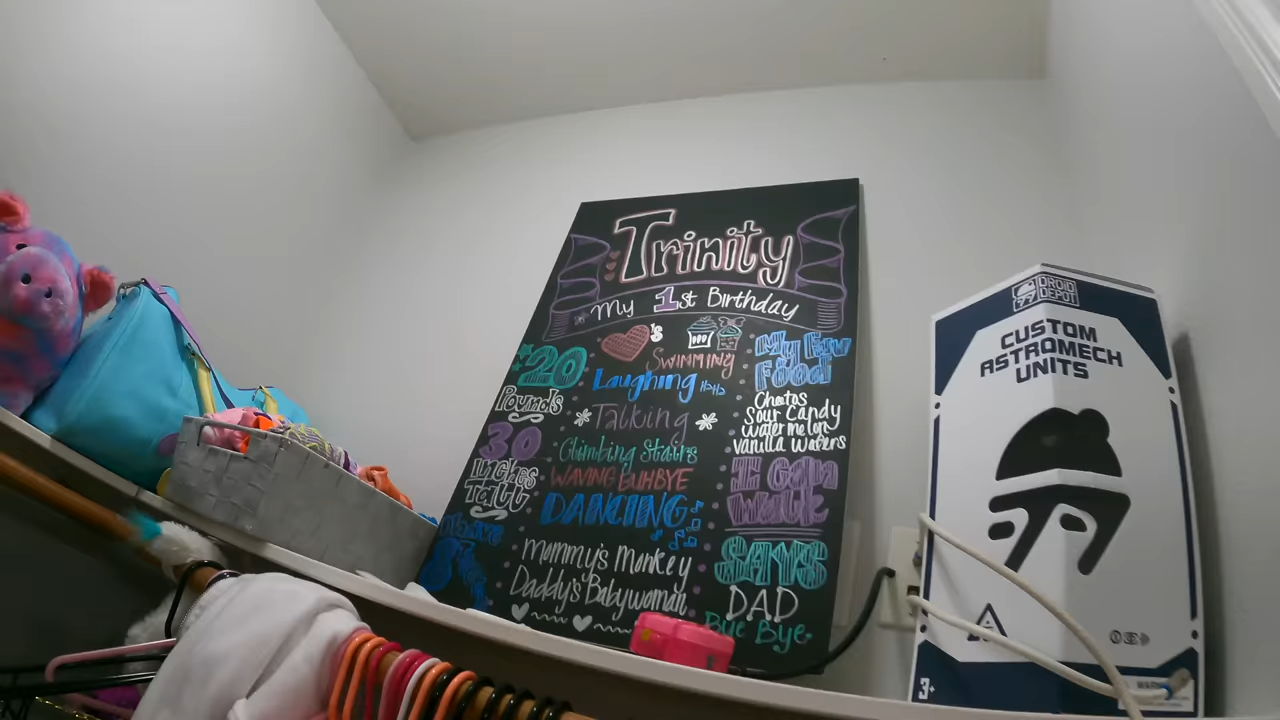 Trinity
My 1st Birthday
's
20
Pounds
30
Inches
Tall
Swimming
Laughing haha
Talking
Climbing Stairs
WAVING BUHBYE
DANCING
My Fav
Food
Cheetos
Sour Candy
Watermelon
Vanilla Wafers
I Can
Walk
SAYS
DAD
Bye Bye
Mommy's Monkey
Daddy's Babywoman
DROID
DEPOT
CUSTOM
ASTROMECH
UNITS
3+